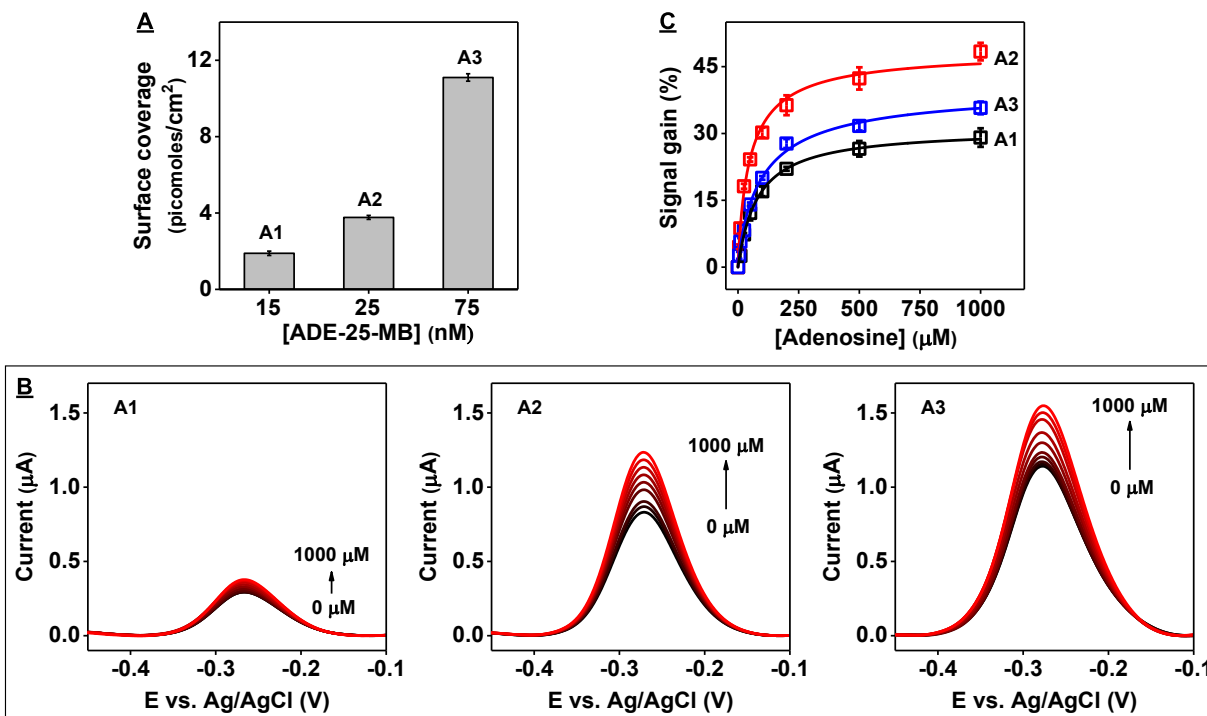 A
Surface coverage
(picomoles/cm²)
12
8
4
0
A1
A2
A3
15
25
75
[ADE-25-MB] (nM)
C
Signal gain (%)
45
30
15
0
A2
A3
A1
0
250
500
750
1000
[Adenosine] (μM)
B
A1
Current (μA)
1.5
1.0
0.5
0.0
1000 μM
0 μM
-0.4
-0.3
-0.2
-0.1
E vs. Ag/AgCl (V)
A2
Current (μA)
1.5
1.0
0.5
0.0
1000 μM
0 μM
-0.4
-0.3
-0.2
-0.1
E vs. Ag/AgCl (V)
A3
Current (μA)
1.5
1.0
0.5
0.0
1000 μM
0 μM
-0.4
-0.3
-0.2
-0.1
E vs. Ag/AgCl (V)